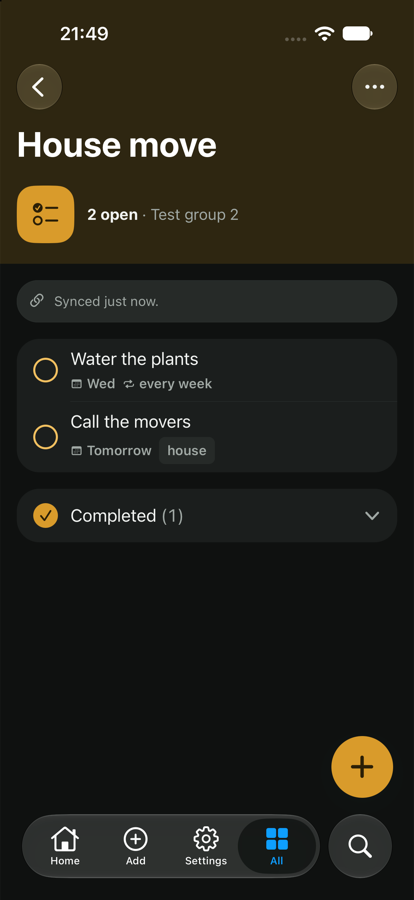 21:49
House move
2 open · Test group 2
Synced just now.
Water the plants
Wed every week
Call the movers
Tomorrow house
Completed (1)
Home Add Settings All